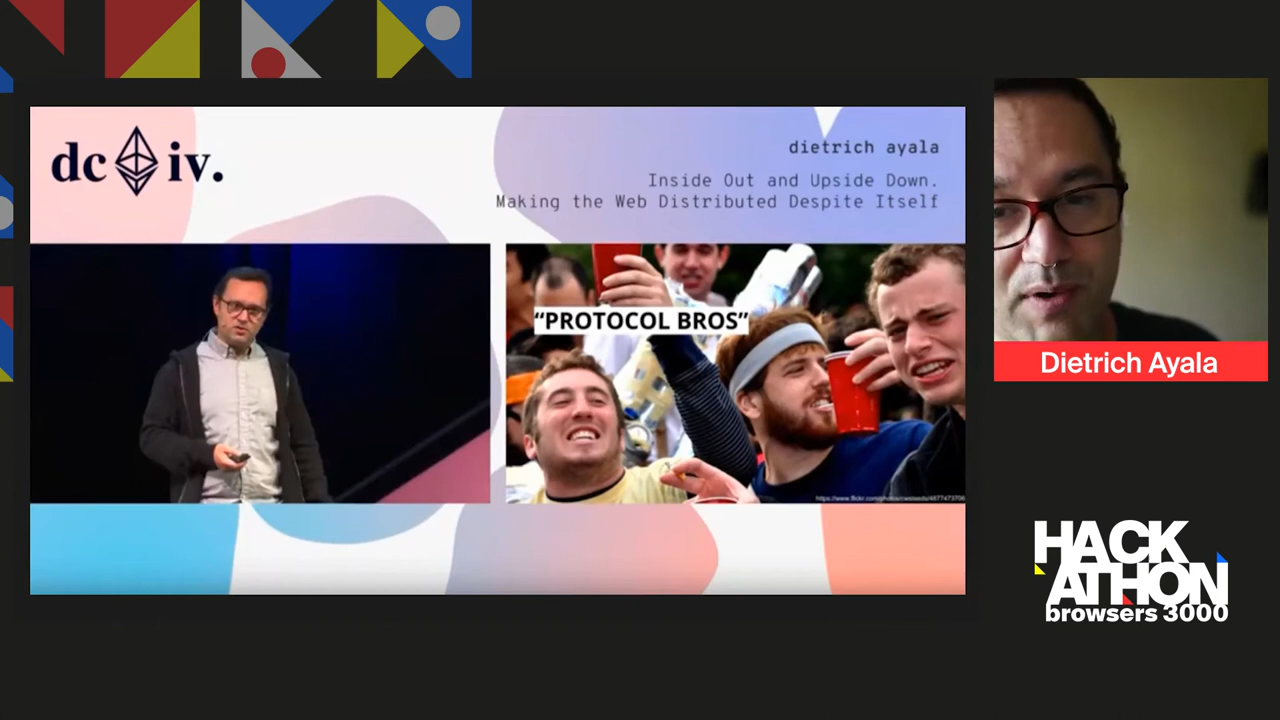 dc iv.
dietrich ayala
Inside Out and Upside Down.
Making the Web Distributed Despite Itself
"PROTOCOL BROS"
Dietrich Ayala
HACK
ATHON
browsers 3000